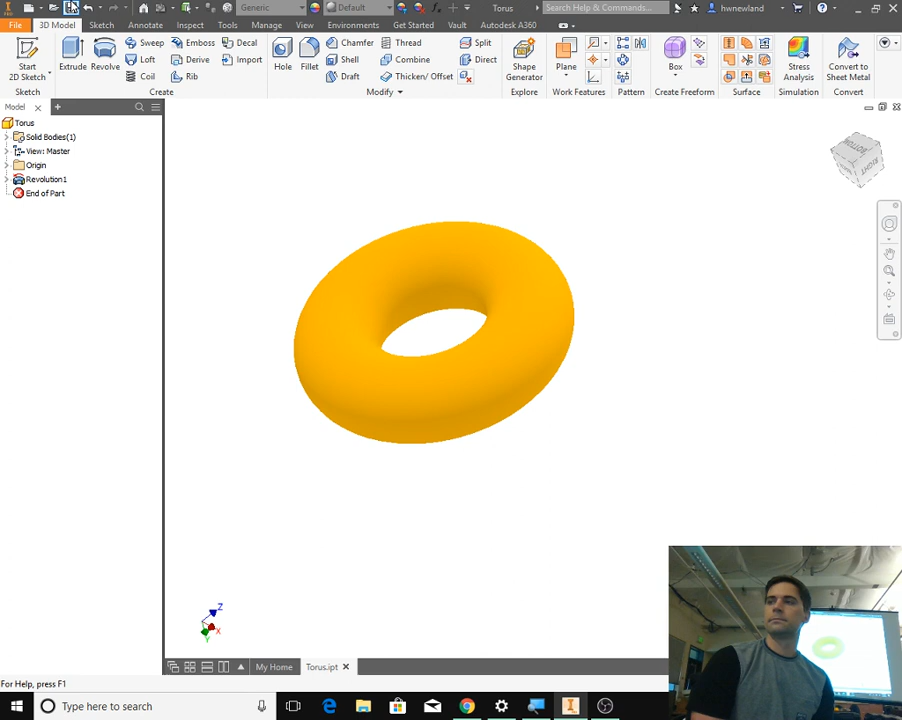 Generic Default Torus Search Help & Commands... hwnewland
File 3D Model Sketch Annotate Inspect Tools Manage View Environments Get Started Vault Autodesk A360
Start 2D Sketch Extrude Revolve Sweep Emboss Decal Hole Fillet Chamfer Thread Split Shape Generator Plane Box Stress Analysis Convert to Sheet Metal
Loft Derive Import Shell Combine Direct
Coil Rib Draft Thicken/ Offset
Sketch Create Modify Explore Work Features Pattern Create Freeform Surface Simulation Convert
Model
Torus
Solid Bodies(1)
View: Master
Origin
Revolution1
End of Part
BOTTOM
RIGHT
Z
X
Y
My Home Torus.ipt
For Help, press F1
Type here to search